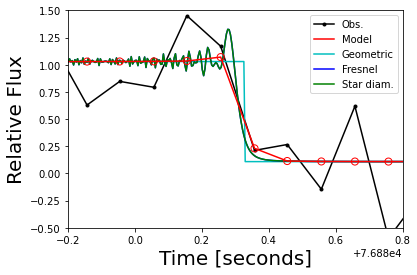 1.50
1.25
1.00
0.75
0.50
0.25
0.00
-0.25
-0.50
Relative Flux
Obs.
Model
Geometric
Fresnel
Star diam.
-0.2
0.0
0.2
0.4
0.6
0.8
Time [seconds]
+7.688e4